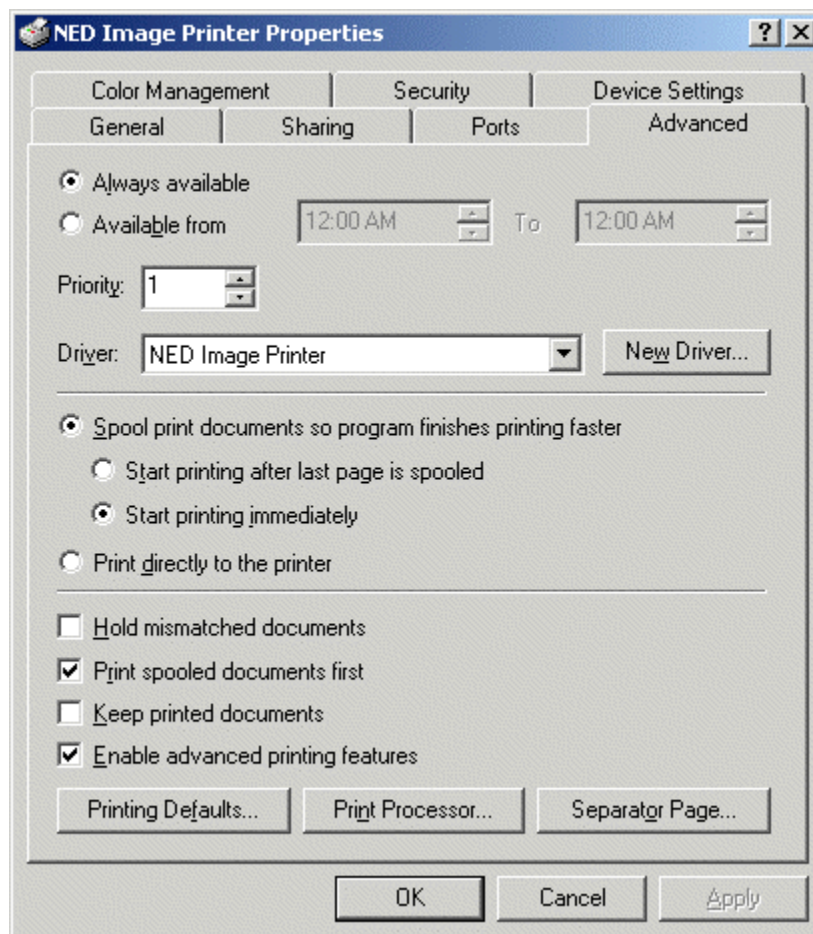 NED Image Printer Properties
Color Management Security Device Settings
General Sharing Ports Advanced
Always available
Available from 12:00 AM To 12:00 AM
Priority: 1
Driver: NED Image Printer New Driver...
Spool print documents so program finishes printing faster
Start printing after last page is spooled
Start printing immediately
Print directly to the printer
Hold mismatched documents
Print spooled documents first
Keep printed documents
Enable advanced printing features
Printing Defaults... Print Processor... Separator Page...
OK Cancel Apply